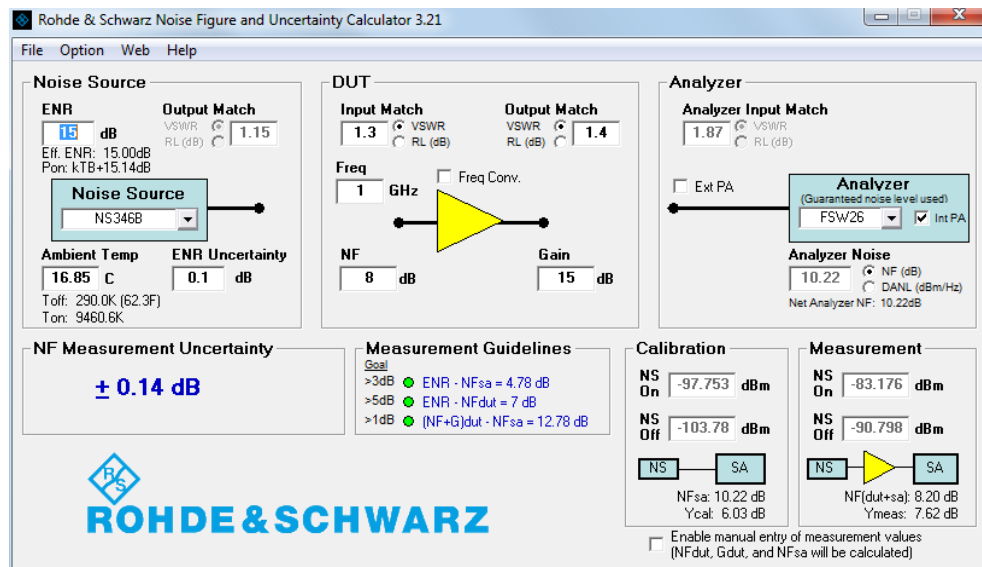 Rohde & Schwarz Noise Figure and Uncertainty Calculator 3.21
File Option Web Help
Noise Source
ENR
15 dB
Output Match
VSWR
RL (dB)
1.15
Eff. ENR: 15.00dB
Pon: kTB+15.14dB
Noise Source
NS346B
Ambient Temp
16.85 C
ENR Uncertainty
0.1 dB
Toff: 290.0K (62.3F)
Ton: 9460.6K
DUT
Input Match
1.3
VSWR
RL (dB)
Output Match
VSWR
RL (dB)
1.4
Freq
1 GHz
Freq Conv.
NF
8 dB
Gain
15 dB
Analyzer
Analyzer Input Match
1.87
VSWR
RL (dB)
Ext PA
Analyzer
(Guaranteed noise level used)
FSW26
Int PA
Analyzer Noise
10.22
NF (dB)
DANL (dBm/Hz)
Net Analyzer NF: 10.22dB
NF Measurement Uncertainty
± 0.14 dB
Measurement Guidelines
Goal
>3dB ENR - NFsa = 4.78 dB
>5dB ENR - NFdut = 7 dB
>1dB (NF+G)dut - NFsa = 12.78 dB
Calibration
NS On -97.753 dBm
NS Off -103.78 dBm
NS SA
NFsa: 10.22 dB
Ycal: 6.03 dB
Measurement
NS On -83.176 dBm
NS Off -90.798 dBm
NS SA
NF(dut+sa): 8.20 dB
Ymeas: 7.62 dB
R&S
ROHDE & SCHWARZ
Enable manual entry of measurement values
(NFdut, Gdut, and NFsa will be calculated)